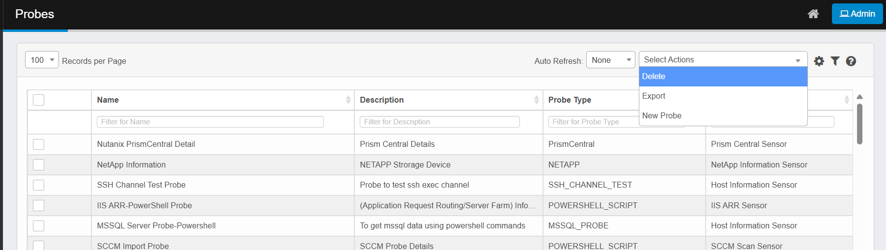 Probes
Admin
100 Records per Page Auto Refresh: None Select Actions
Delete
Export
New Probe
Name Description Probe Type
Filter for Name Filter for Description Filter for Probe Type
Nutanix PrismCentral Detail Prism Central Details PrismCentral Prism Central Sensor
NetApp Information NETAPP Strorage Device NETAPP NetApp Information Sensor
SSH Channel Test Probe Probe to test ssh exec channel SSH_CHANNEL_TEST Host Information Sensor
IIS ARR-PowerShell Probe (Application Request Routing/Server Farm) Info... POWERSHELL_SCRIPT IIS ARR Sensor
MSSQL Server Probe-Powershell To get mssql data using powershell commands MSSQL_PROBE Host Information Sensor
SCCM Import Probe SCCM Probe Details POWERSHELL_SCRIPT SCCM Scan Sensor